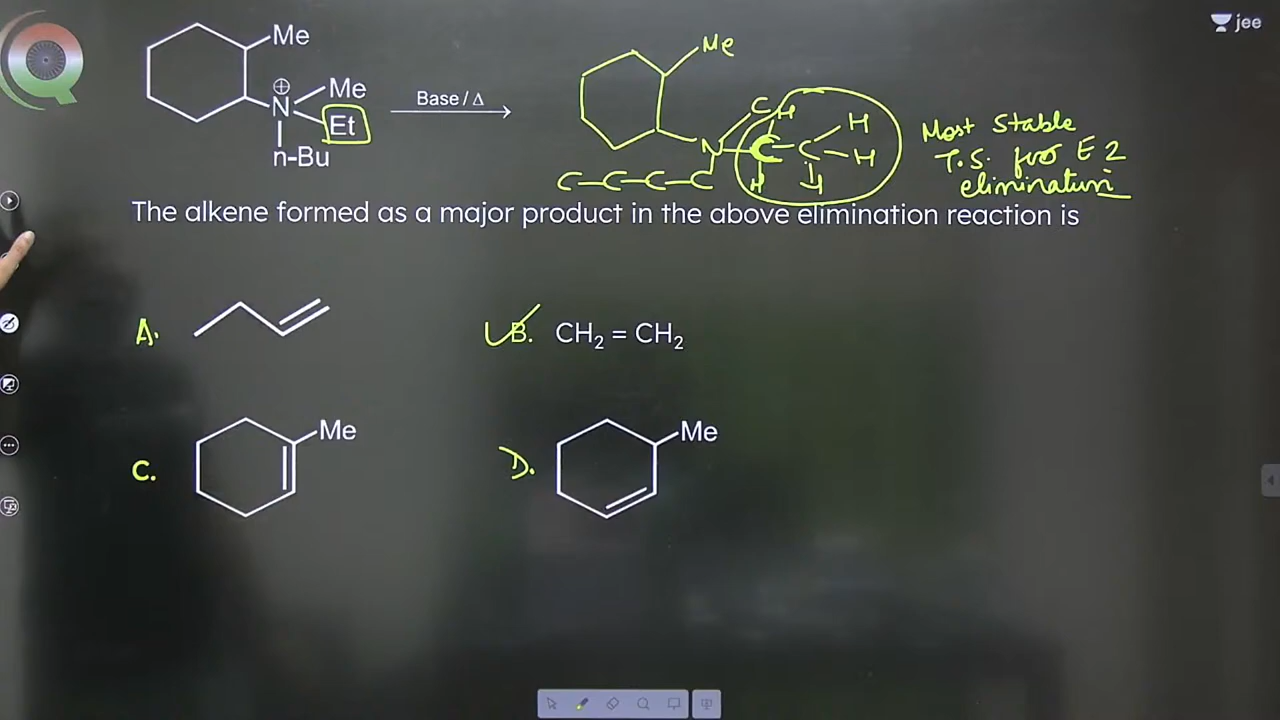 jee
Me
Me
N
⊕
Me
Et
n-Bu
Base / Δ
Me
C
H
H
N
C
C
H
H
H
H
C
C
C
C
Most Stable
T.S. for E2
elimination
The alkene formed as a major product in the above elimination reaction is
A.
B. CH₂ = CH₂
C.
Me
D.
Me